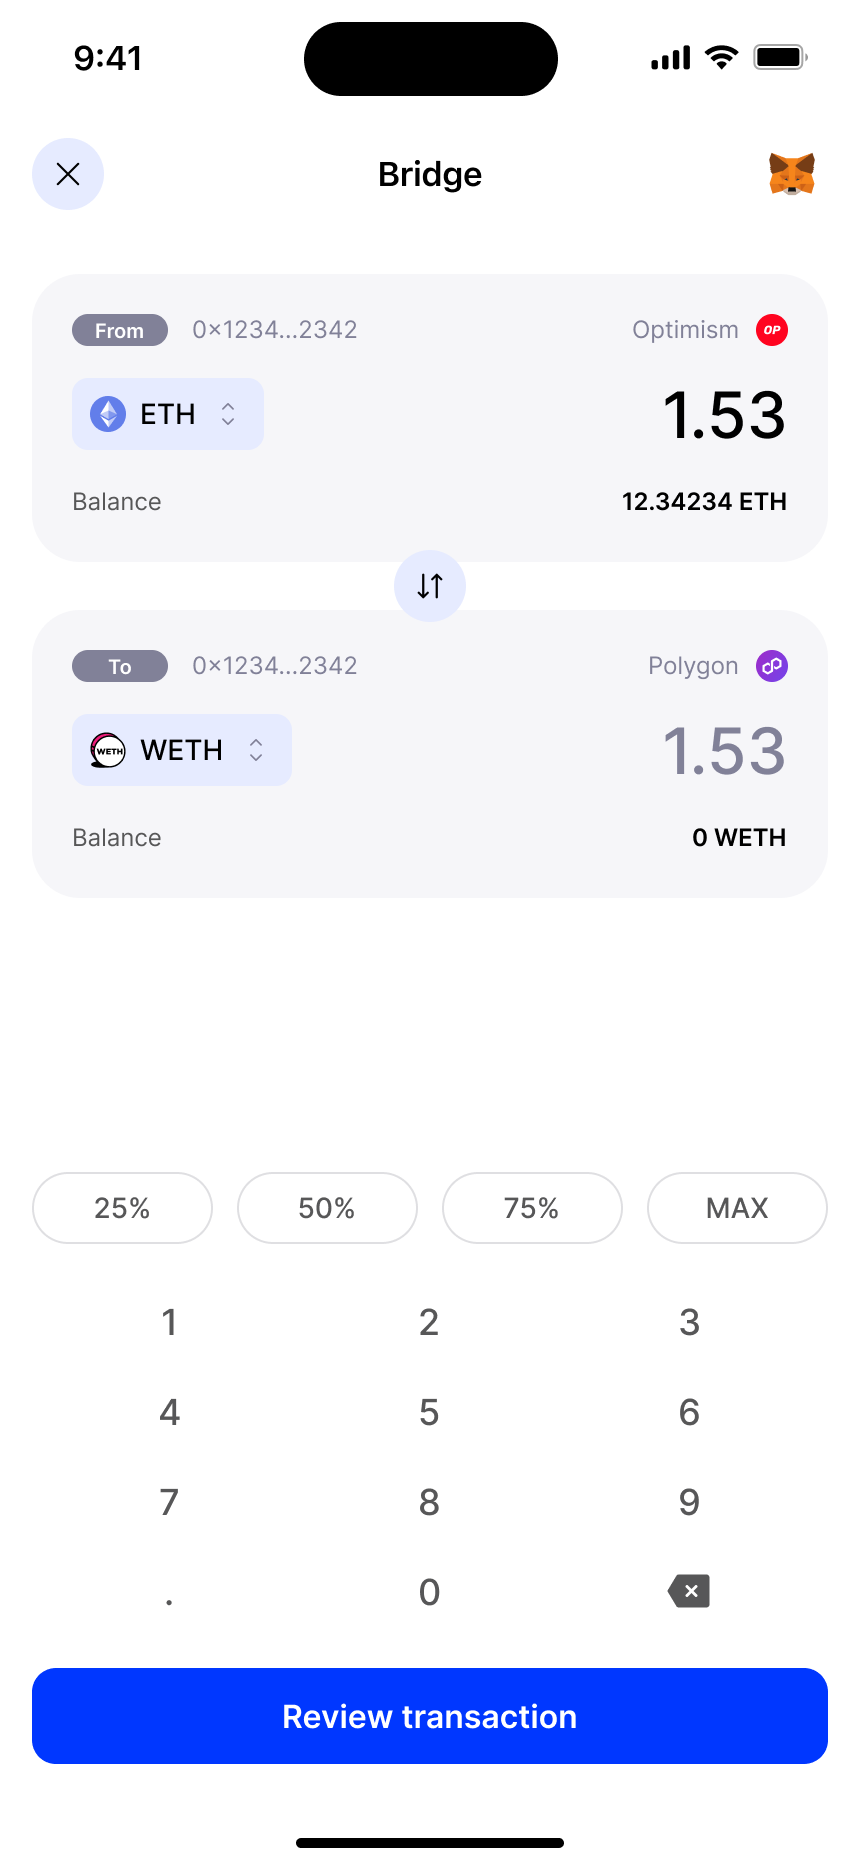 9:41
Bridge
From 0×1234...2342 Optimism OP
ETH 1.53
Balance 12.34234 ETH
To 0×1234...2342 Polygon
WETH WETH 1.53
Balance 0 WETH
25% 50% 75% MAX
1 2 3
4 5 6
7 8 9
. 0
Review transaction